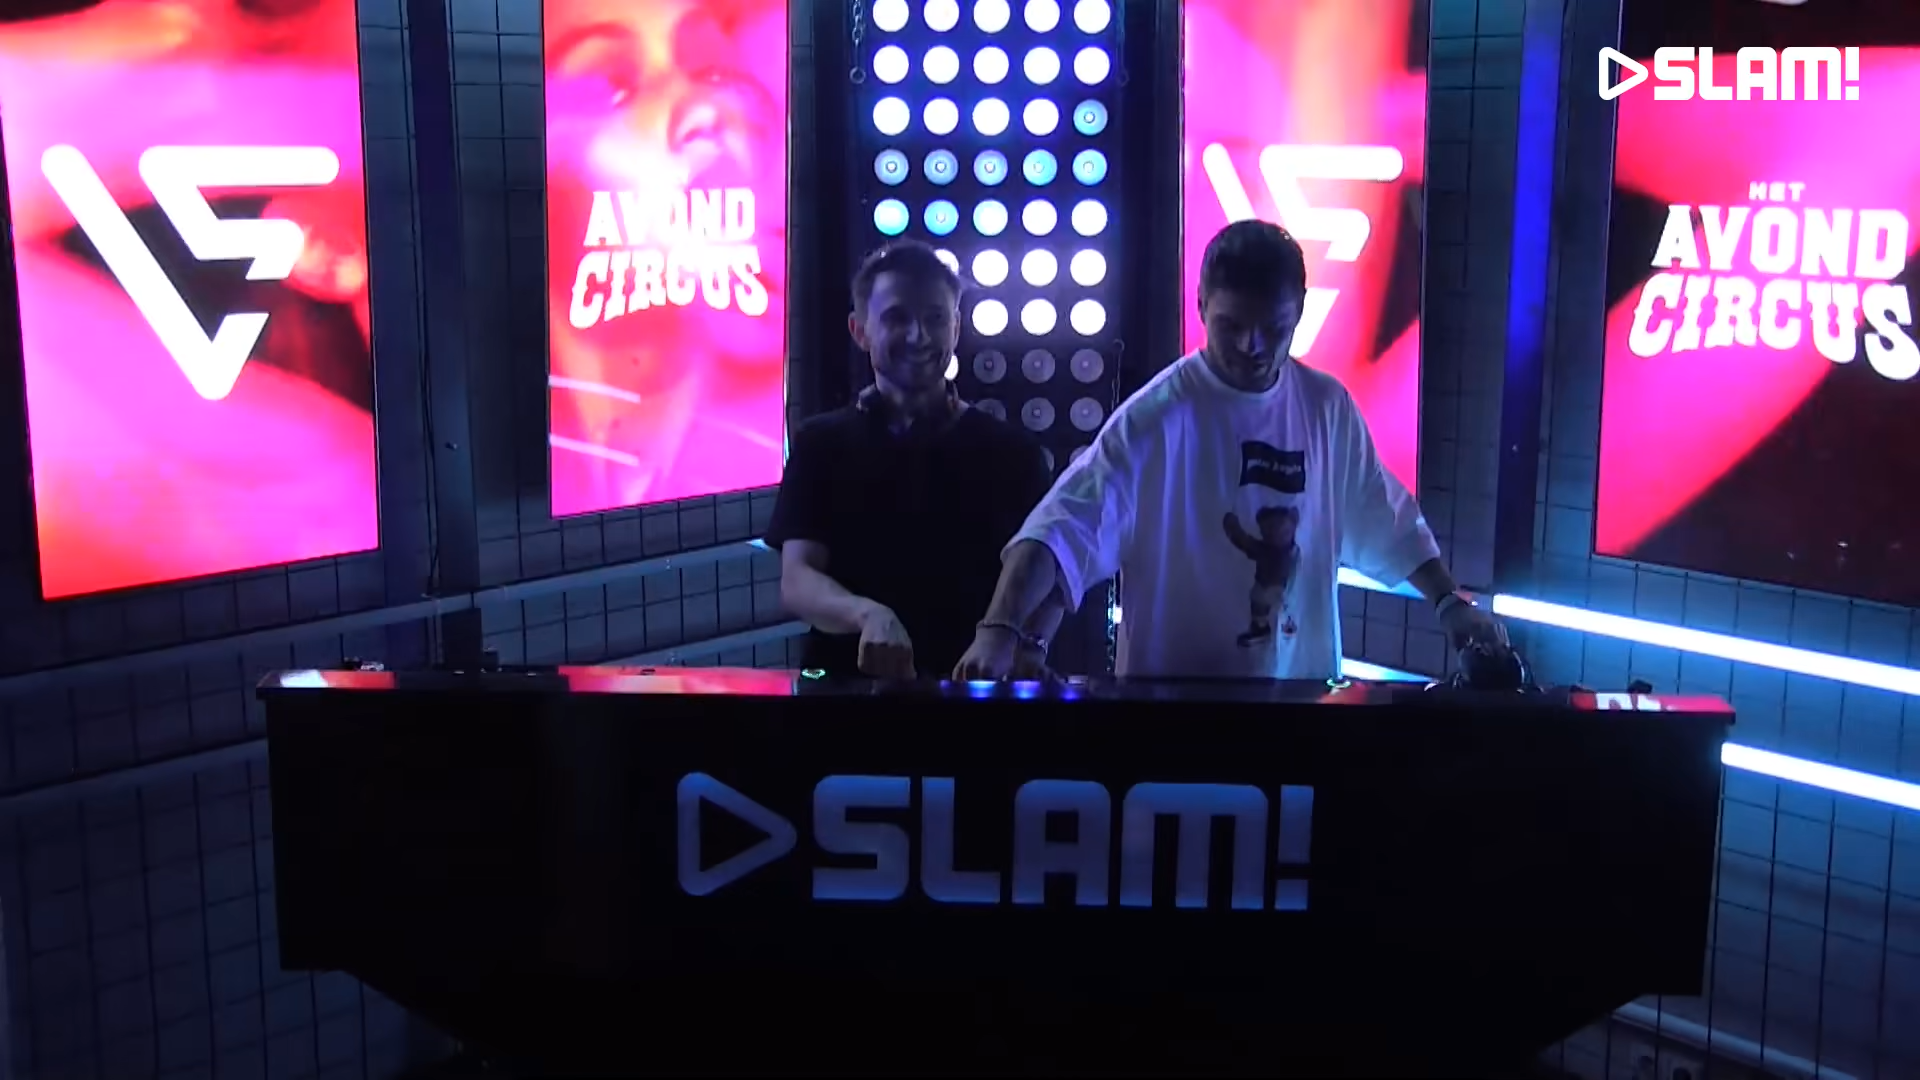 SLAM!
AVOND
CIRCUS
HET
AVOND
CIRCUS
SLAM!